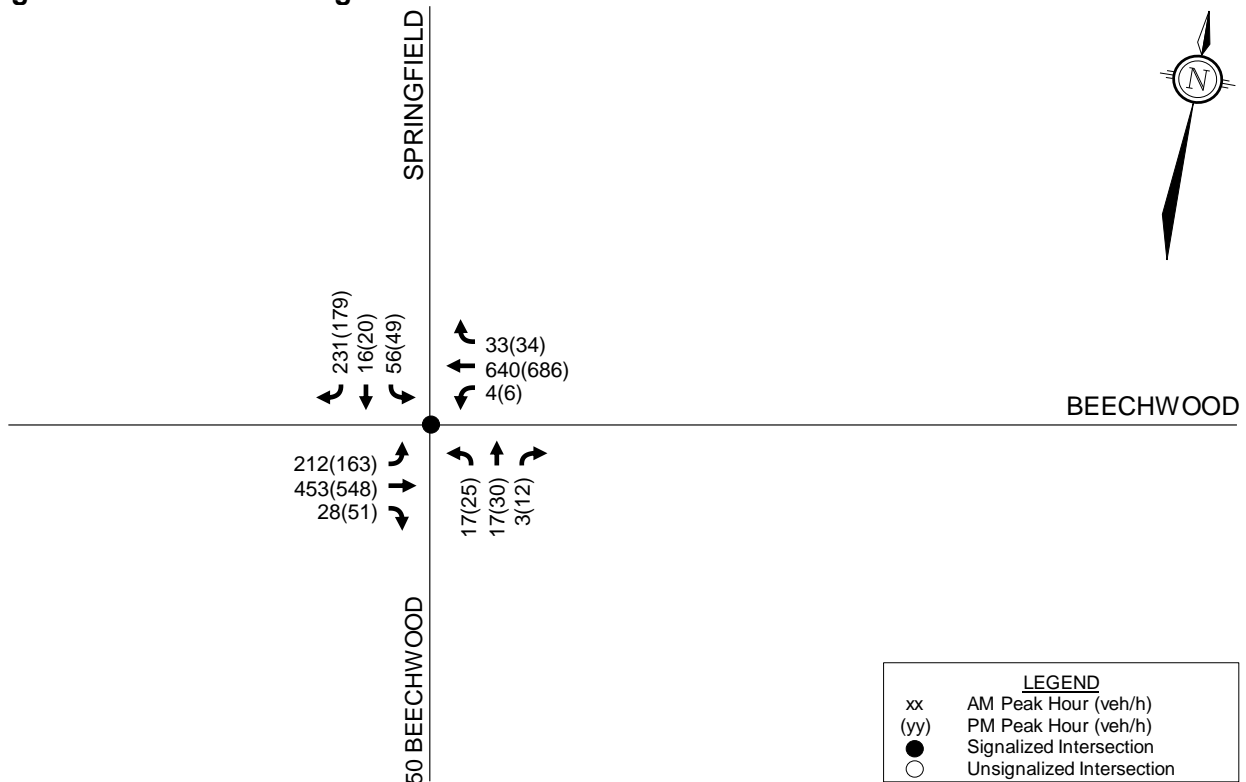 SPRINGFIELD
N
231(179)
16(20)
56(49)
33(34)
640(686)
4(6)
BEECHWOOD
212(163)
453(548)
28(51)
17(25)
17(30)
3(12)
50 BEECHWOOD
LEGEND
xx AM Peak Hour (veh/h)
(yy) PM Peak Hour (veh/h)
Signalized Intersection
Unsignalized Intersection